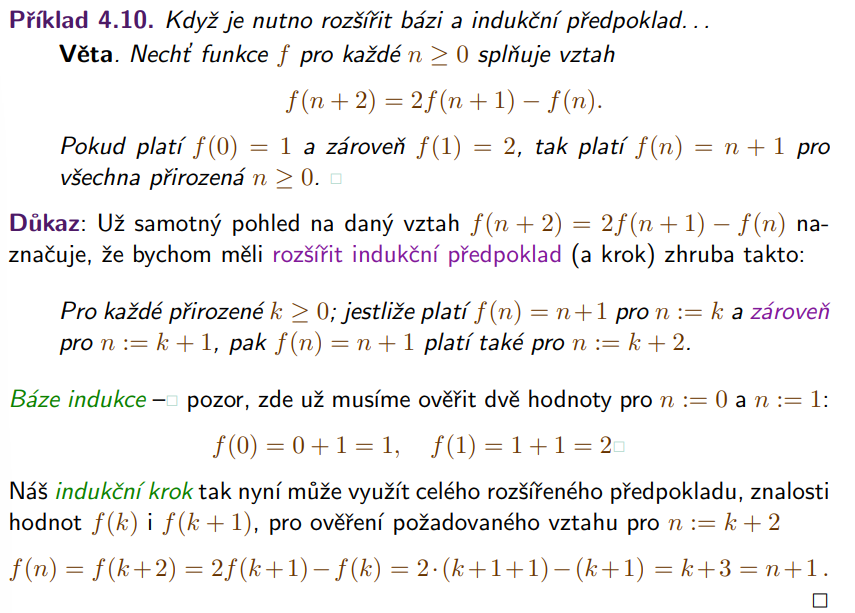 Příklad 4.10. Když je nutno rozšířit bázi a indukční předpoklad. . .
Věta. Nechť funkce f pro každé n ≥ 0 splňuje vztah
f(n + 2) = 2f(n + 1) − f(n).
Pokud platí f(0) = 1 a zároveň f(1) = 2, tak platí f(n) = n + 1 pro
všechna přirozená n ≥ 0. □
Důkaz: Už samotný pohled na daný vztah f(n + 2) = 2f(n + 1) − f(n) na-
značuje, že bychom měli rozšířit indukční předpoklad (a krok) zhruba takto:
Pro každé přirozené k ≥ 0; jestliže platí f(n) = n+1 pro n := k a zároveň
pro n := k + 1, pak f(n) = n + 1 platí také pro n := k + 2.
Báze indukce –□ pozor, zde už musíme ověřit dvě hodnoty pro n := 0 a n := 1:
f(0) = 0 + 1 = 1, f(1) = 1 + 1 = 2□
Náš indukční krok tak nyní může využít celého rozšířeného předpokladu, znalosti
hodnot f(k) i f(k + 1), pro ověření požadovaného vztahu pro n := k + 2
f(n) = f(k+2) = 2f(k+1)−f(k) = 2·(k+1+1)−(k+1) = k+3 = n+1 .
□